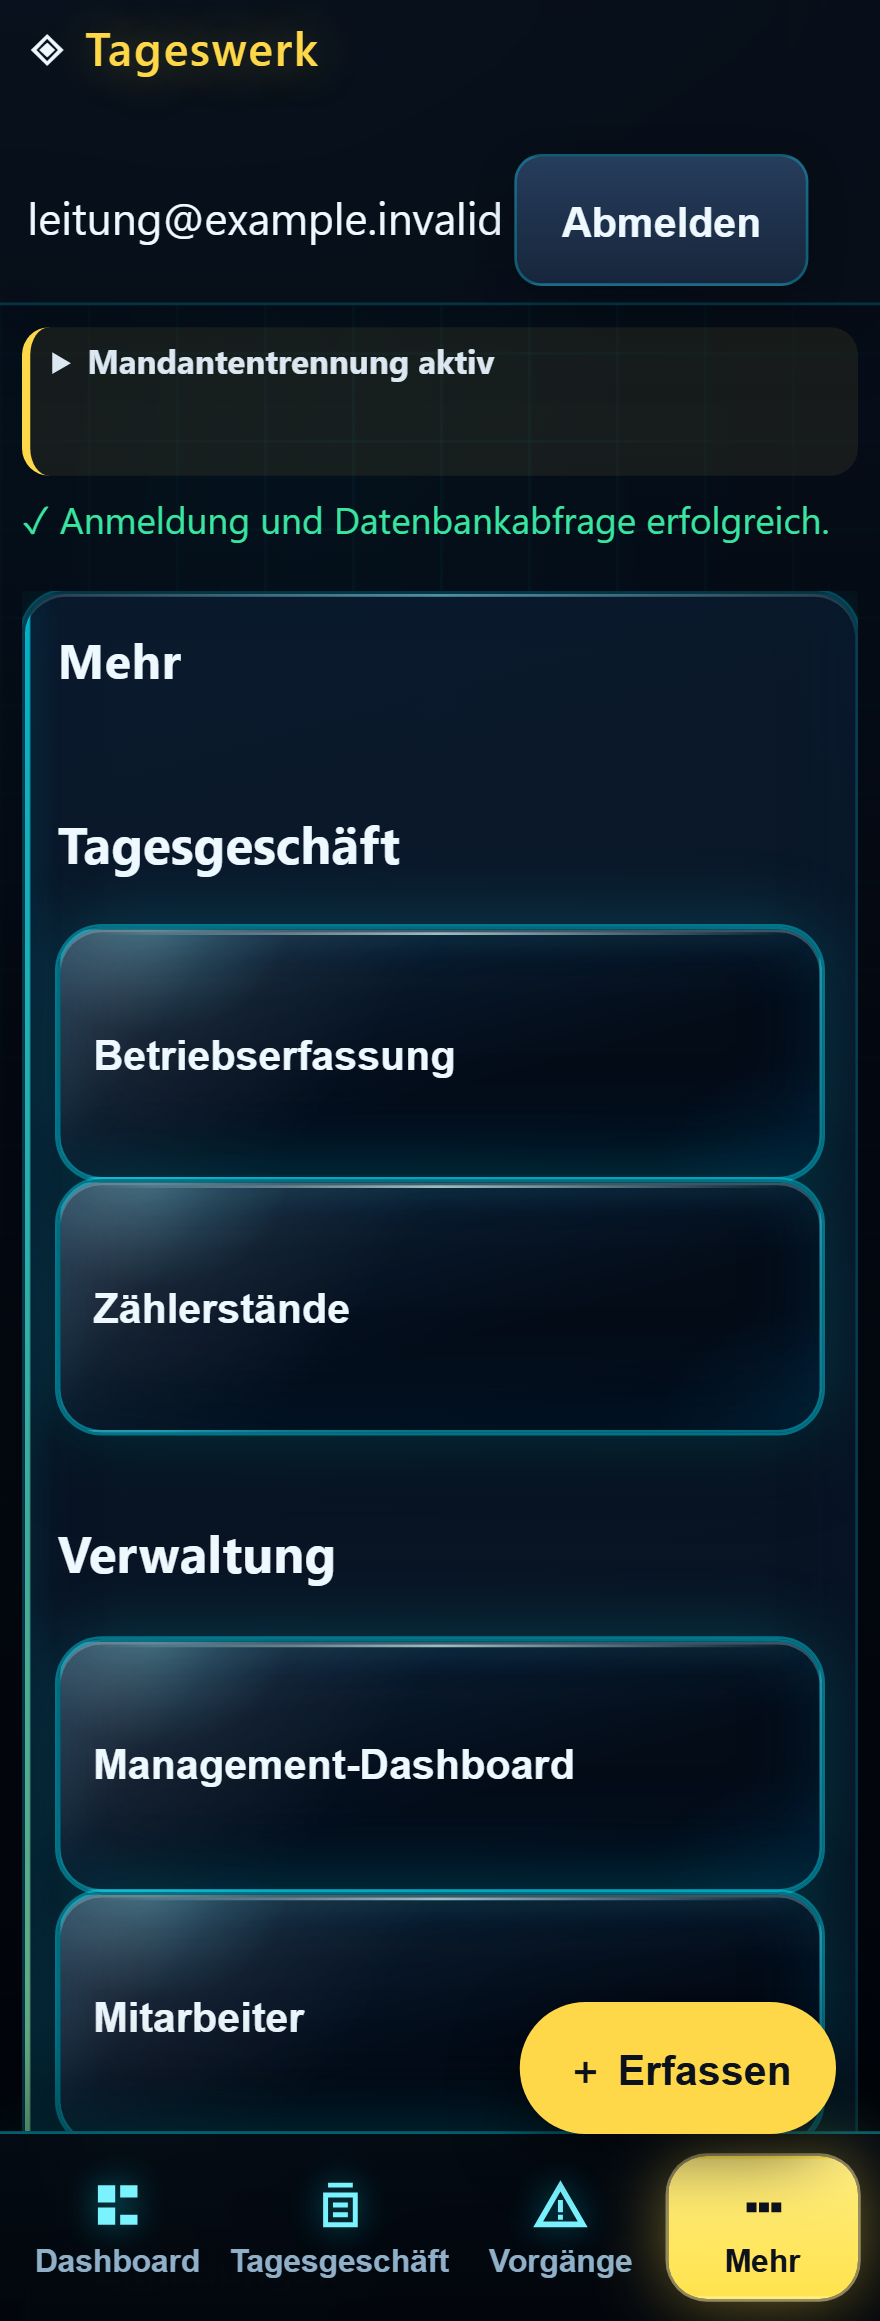 Tageswerk
leitung@example.invalid Abmelden
Mandantentrennung aktiv
✓ Anmeldung und Datenbankabfrage erfolgreich.
Mehr
Tagesgeschäft
Betriebserfassung
Zählerstände
Verwaltung
Management-Dashboard
Mitarbeiter
+ Erfassen
Dashboard Tagesgeschäft Vorgänge Mehr